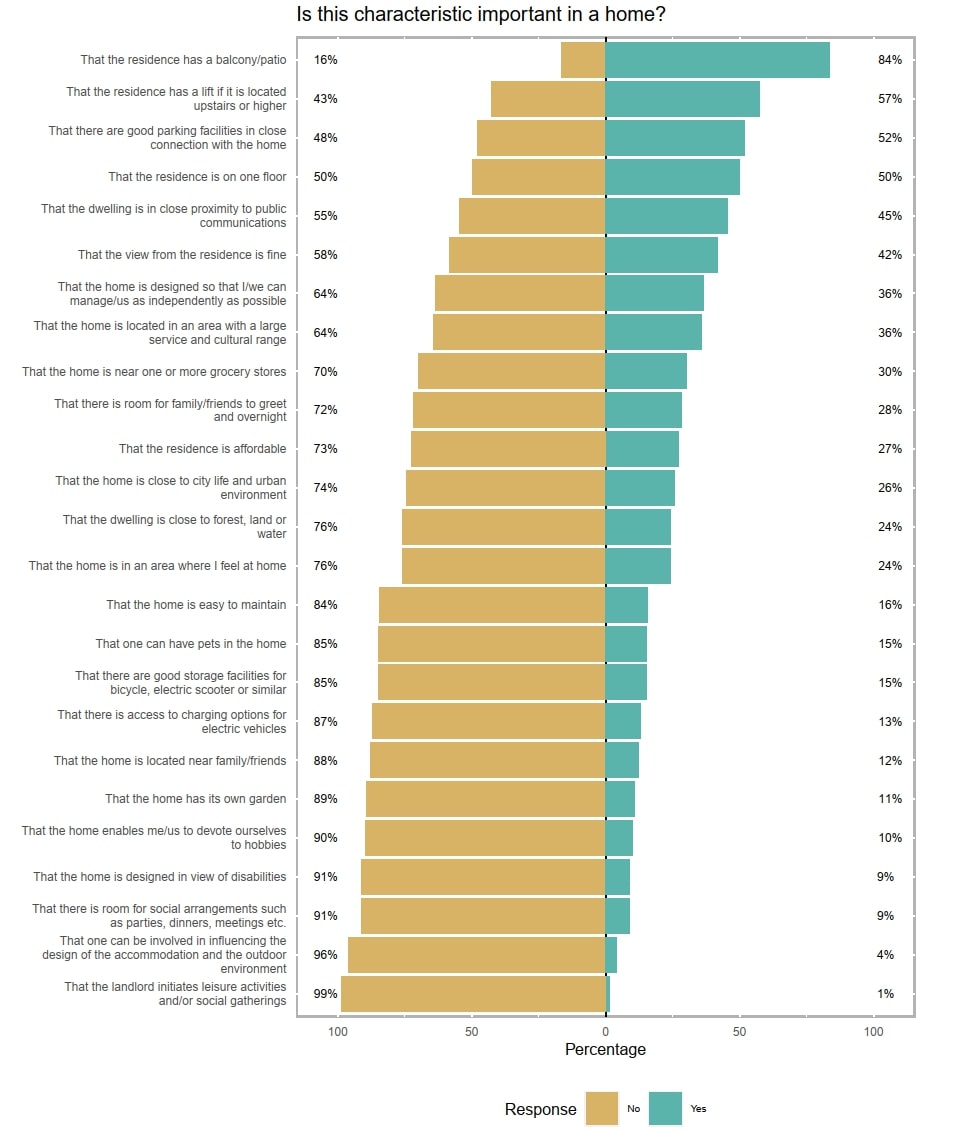 Is this characteristic important in a home?
That the residence has a balcony/patio 16% 84%
That the residence has a lift if it is located
upstairs or higher
43% 57%
That there are good parking facilities in close
connection with the home
48% 52%
That the residence is on one floor 50% 50%
That the dwelling is in close proximity to public
communications
55% 45%
That the view from the residence is fine 58% 42%
That the home is designed so that I/we can
manage/us as independently as possible
64% 36%
That the home is located in an area with a large
service and cultural range
64% 36%
That the home is near one or more grocery stores 70% 30%
That there is room for family/friends to greet
and overnight
72% 28%
That the residence is affordable 73% 27%
That the home is close to city life and urban
environment
74% 26%
That the dwelling is close to forest, land or
water
76% 24%
That the home is in an area where I feel at home 76% 24%
That the home is easy to maintain 84% 16%
That one can have pets in the home 85% 15%
That there are good storage facilities for
bicycle, electric scooter or similar
85% 15%
That there is access to charging options for
electric vehicles
87% 13%
That the home is located near family/friends 88% 12%
That the home has its own garden 89% 11%
That the home enables me/us to devote ourselves
to hobbies
90% 10%
That the home is designed in view of disabilities 91% 9%
That there is room for social arrangements such
as parties, dinners, meetings etc.
91% 9%
That one can be involved in influencing the
design of the accommodation and the outdoor
environment
96% 4%
That the landlord initiates leisure activities
and/or social gatherings
99% 1%
100 50 0 50 100
Percentage
Response No Yes